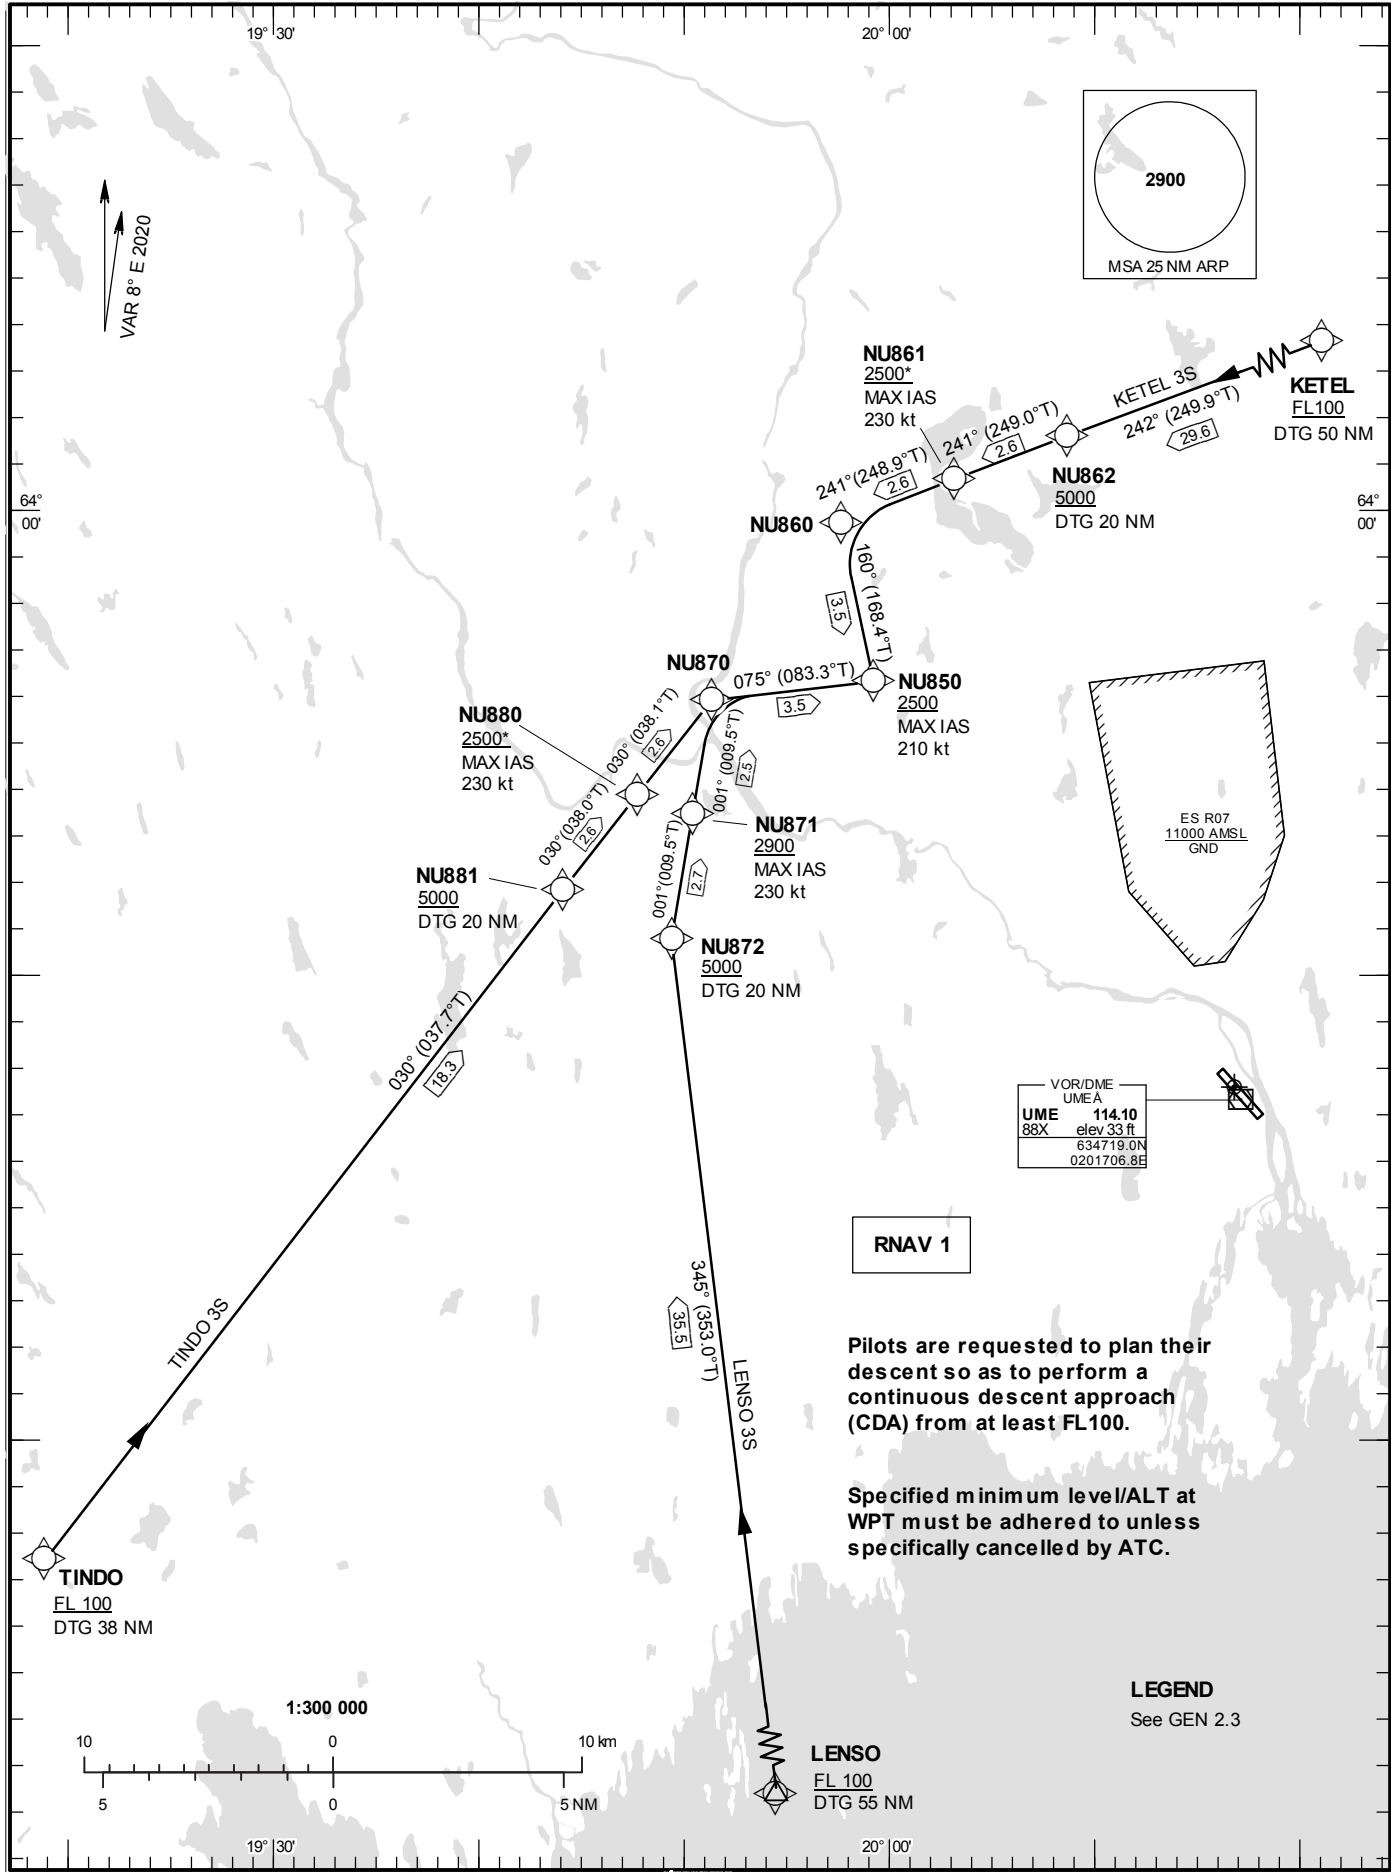 19° 30'
20° 00'
2900
MSA 25 NM ARP
VAR 8° E 2020
NU861
2500*
MAX IAS
230 kt
KETEL 3S
242° (249.9°T)
29.6
KETEL
FL100
DTG 50 NM
241° (249.0°T)
2.6
241°(248.9°T)
2.6
NU862
5000
DTG 20 NM
64°
00'
64°
00'
NU860
160° (168.4°T)
3.5
NU870
075° (083.3°T)
3.5
NU850
2500
MAX IAS
210 kt
NU880
2500*
MAX IAS
230 kt
030° (038.1°T)
2.6
001° (009.5°T)
2.5
030°(038.0°T)
2.6
NU871
2900
MAX IAS
230 kt
001°(009.5°T)
2.7
ES R07
11000 AMSL
GND
NU881
5000
DTG 20 NM
NU872
5000
DTG 20 NM
030° (037.7°T)
18.3
VOR/DME
UMEÅ
UME 114.10
88X elev 33 ft
634719.0N
0201706.8E
RNAV 1
345° (353.0°T)
35.5
LENSO 3S
TINDO 3S
Pilots are requested to plan their
descent so as to perform a
continuous descent approach
(CDA) from at least FL100.
Specified minimum level/ALT at
WPT must be adhered to unless
specifically cancelled by ATC.
TINDO
FL 100
DTG 38 NM
LEGEND
See GEN 2.3
1:300 000
10 0 10 km
5 0 5 NM
LENSO
FL 100
DTG 55 NM
19° 30'
20° 00'